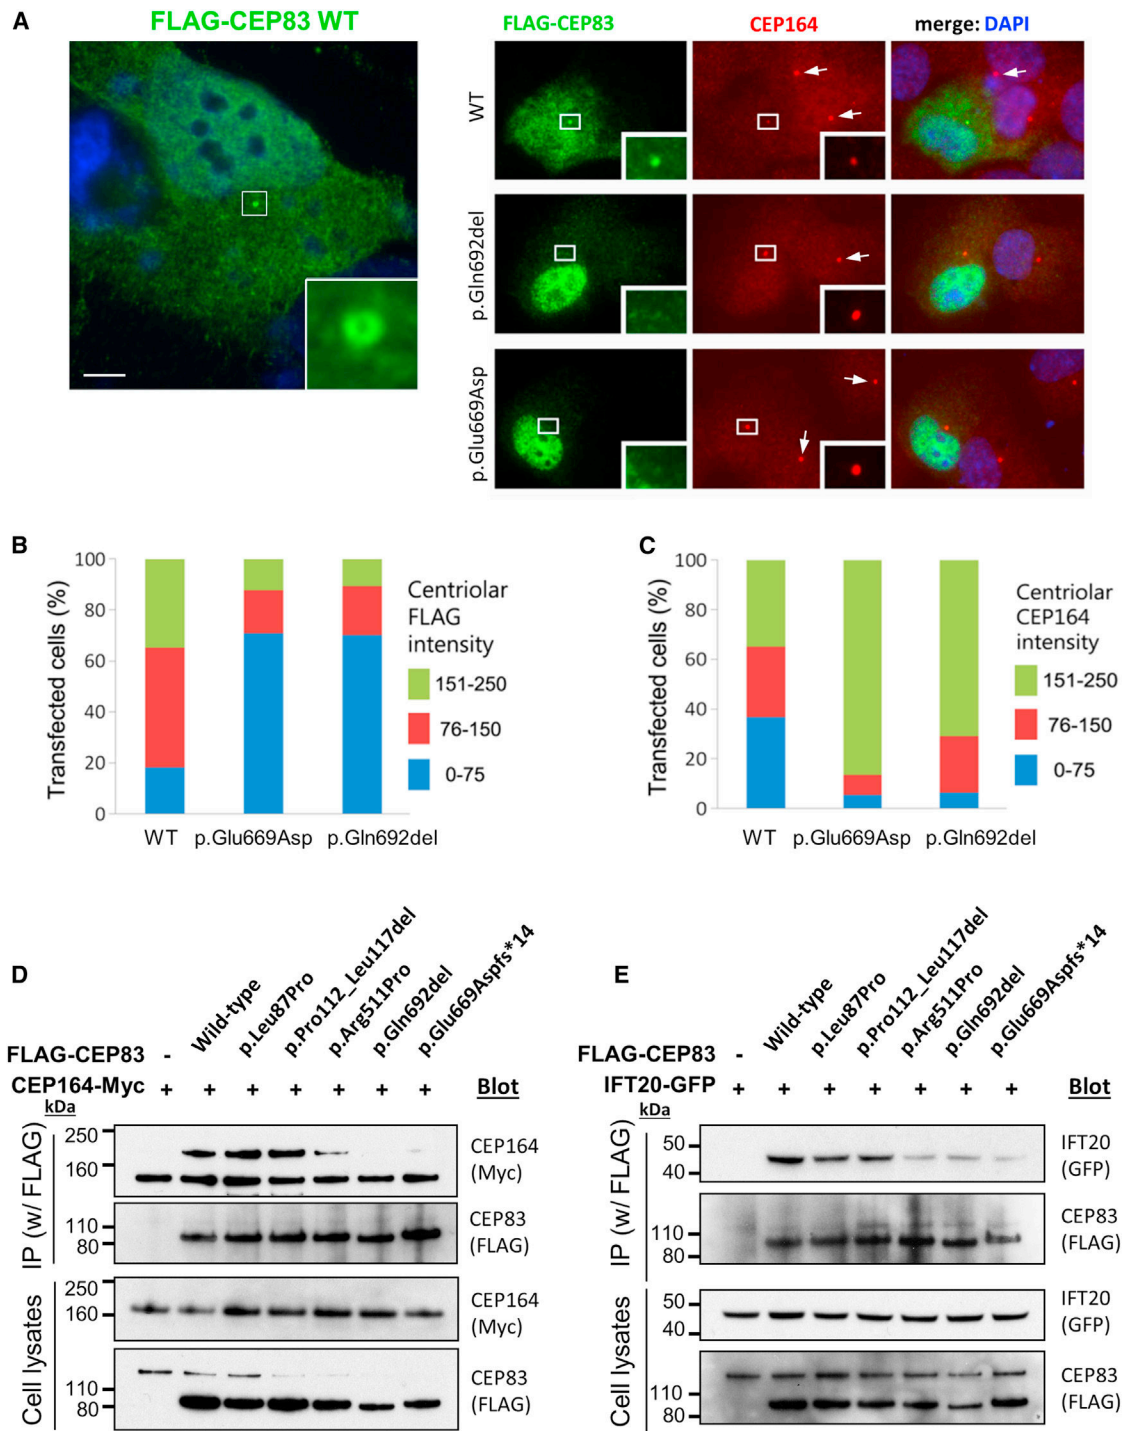 A
FLAG-CEP83 WT
FLAG-CEP83
CEP164
merge: DAPI
WT
p.Gln692del
p.Glu669Asp
B
Transfected cells (%)
100
80
60
40
20
0
WT
p.Glu669Asp
p.Gln692del
Centriolar
FLAG
intensity
151-250
76-150
0-75
C
Transfected cells (%)
100
80
60
40
20
0
WT
p.Glu669Asp
p.Gln692del
Centriolar
CEP164
intensity
151-250
76-150
0-75
D
Wild-type
p.Leu87Pro
p.Pro112_Leu117del
p.Arg511Pro
p.Gln692del
p.Glu669Aspfs*14
FLAG-CEP83 -
CEP164-Myc + + + + + + +
Blot
kDa
IP (w/ FLAG)
250
160
CEP164
(Myc)
110
80
CEP83
(FLAG)
Cell lysates
250
160
CEP164
(Myc)
110
80
CEP83
(FLAG)
E
Wild-type
p.Leu87Pro
p.Pro112_Leu117del
p.Arg511Pro
p.Gln692del
p.Glu669Aspfs*14
FLAG-CEP83 -
IFT20-GFP + + + + + + +
Blot
kDa
IP (w/ FLAG)
50
40
IFT20
(GFP)
110
80
CEP83
(FLAG)
Cell lysates
50
40
IFT20
(GFP)
110
80
CEP83
(FLAG)